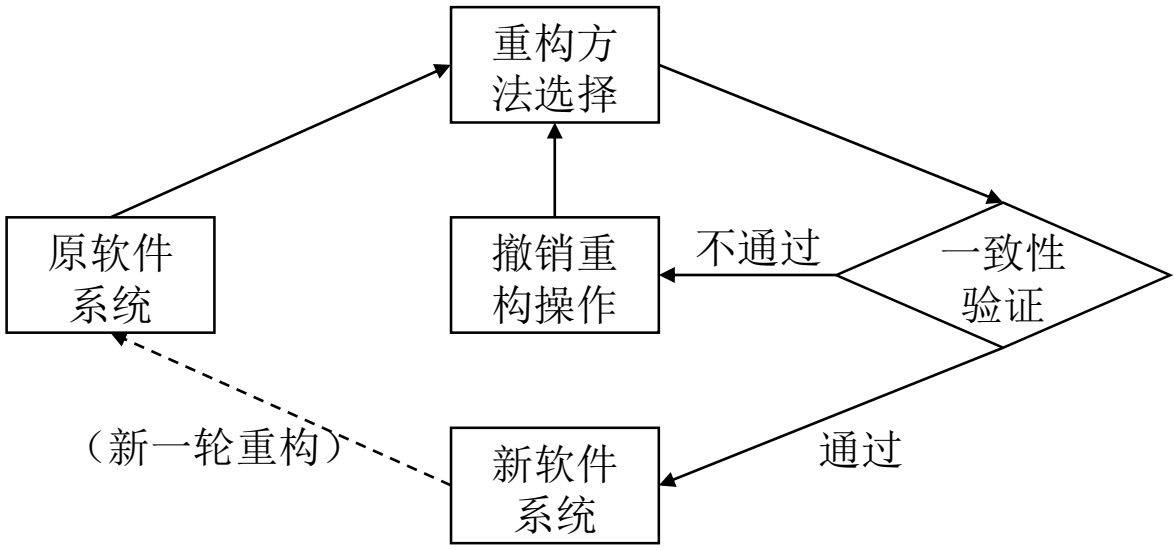 重构方
法选择
原软件
系统
撤销重
构操作
不通过
一致性
验证
（新一轮重构）
新软件
系统
通过